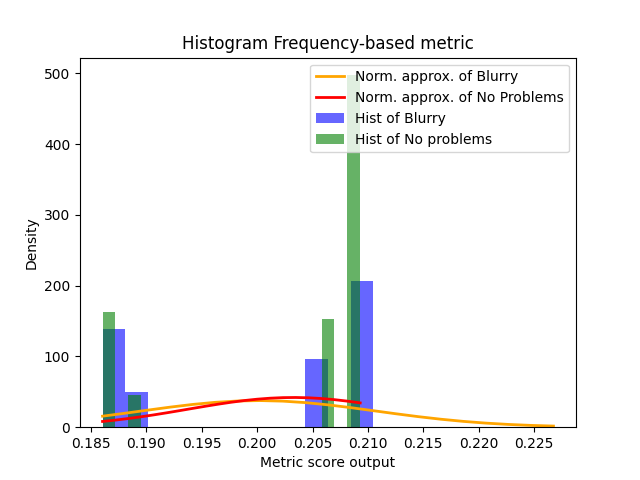 Histogram Frequency-based metric
Norm. approx. of Blurry
Norm. approx. of No Problems
Hist of Blurry
Hist of No problems
Density
500
400
300
200
100
0
0.185 0.190 0.195 0.200 0.205 0.210 0.215 0.220 0.225
Metric score output